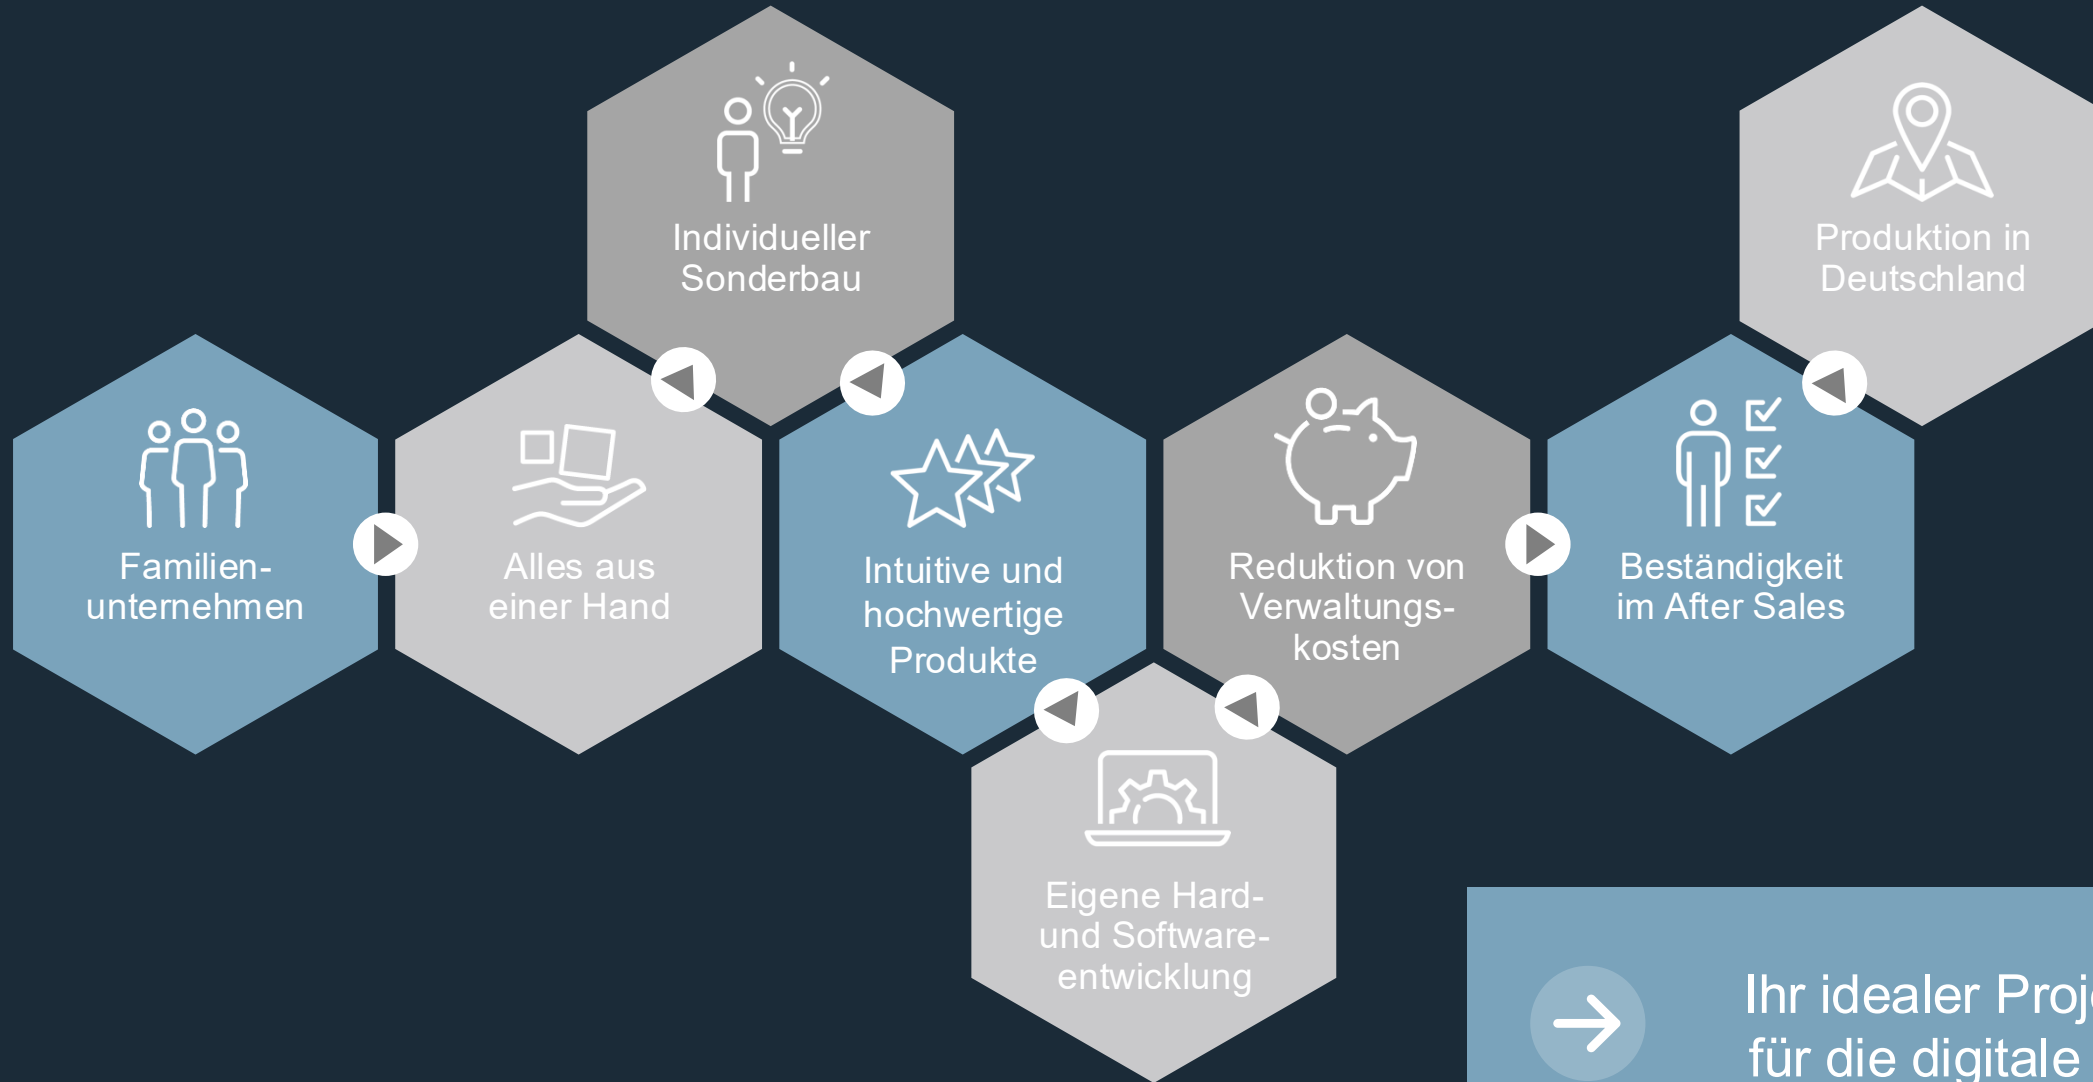 Individueller
Sonderbau
Produktion in
Deutschland
Familien-
unternehmen
Alles aus
einer Hand
Intuitive und
hochwertige
Produkte
Reduktion von
Verwaltungs-
kosten
Beständigkeit
im After Sales
Eigene Hard-
und Software-
entwicklung
Ihr idealer
für die digitale